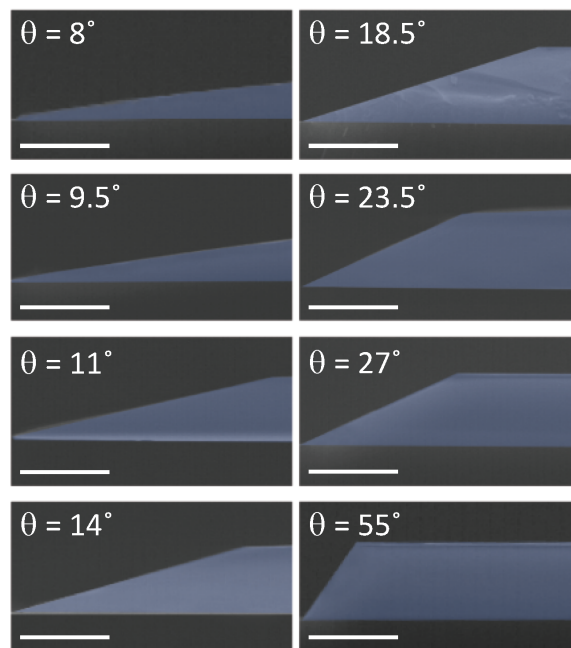 θ = 8°
θ = 18.5°
θ = 9.5°
θ = 23.5°
θ = 11°
θ = 27°
θ = 14°
θ = 55°